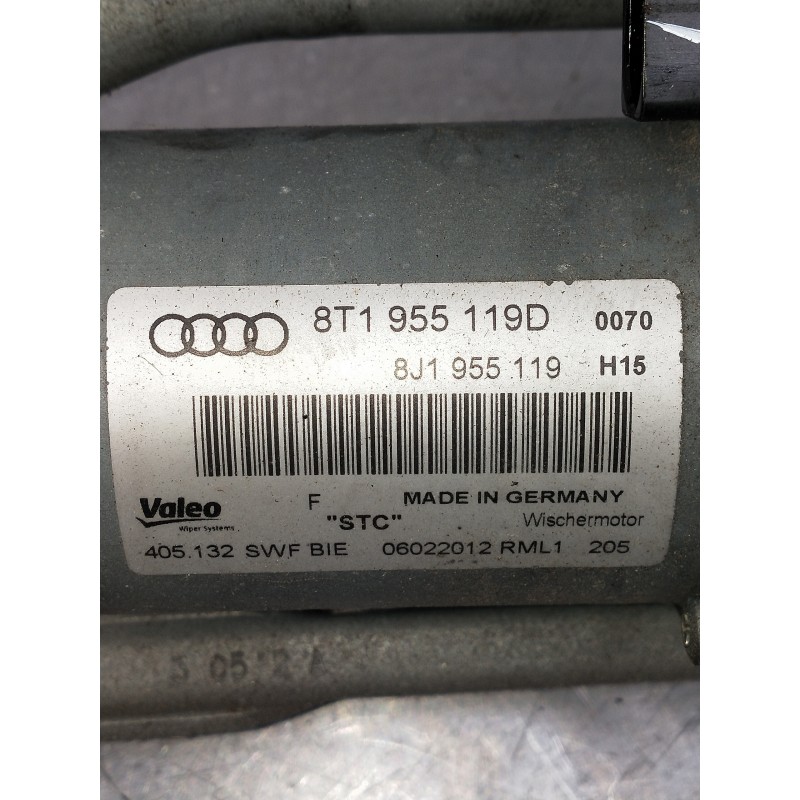 8T1 955 119D 0070
8J1 955 119 H15
Valeo F MADE IN GERMANY
Wiper Systems "STC" Wischermotor
405.132 SWF BIE 06022012 RML1 205